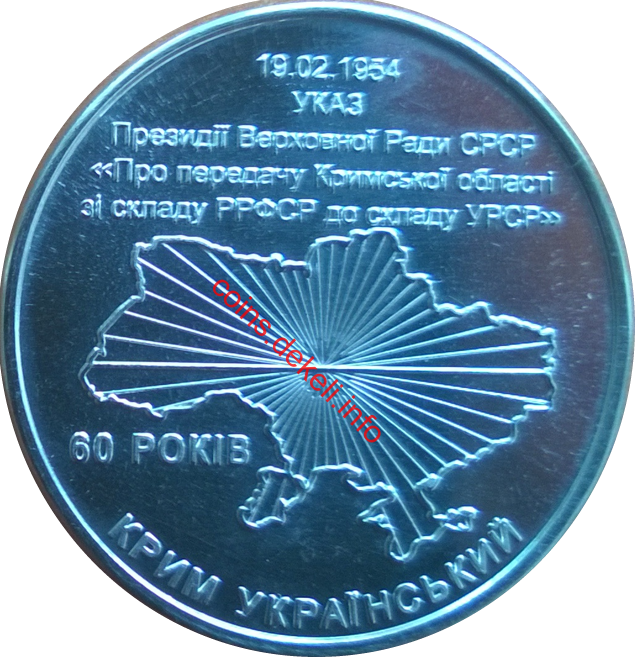 19.02.1954
УКАЗ
Президії Верховної Ради СРСР
«Про передачу Кримської області
зі складу РРФСР до складу УРСР»
coins.dekeli.info
60 РОКІВ
КРИМ УКРАЇНСЬКИЙ